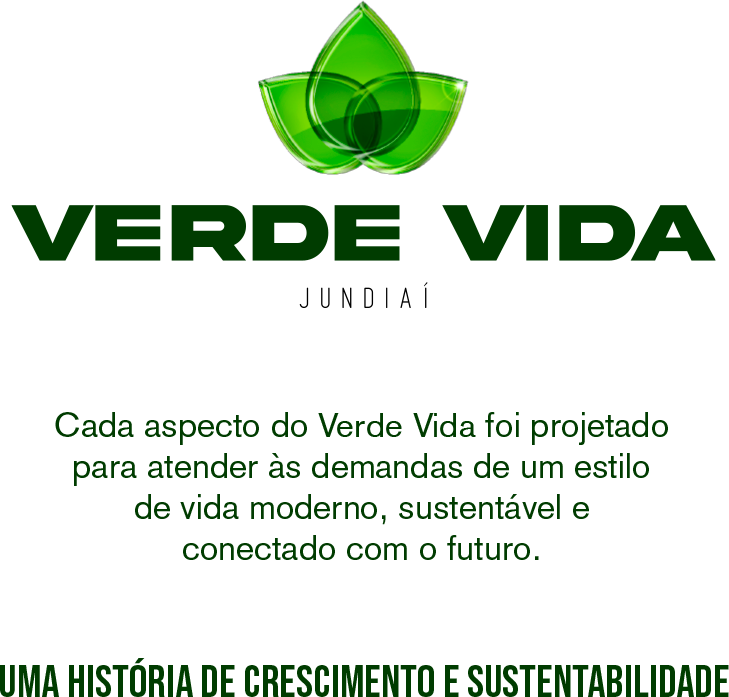 VERDE VIDA
JUNDIAÍ
Cada aspecto do Verde Vida foi projetado
para atender às demandas de um estilo
de vida moderno, sustentável e
conectado com o futuro.
UMA HISTÓRIA DE CRESCIMENTO E SUSTENTABILIDADE